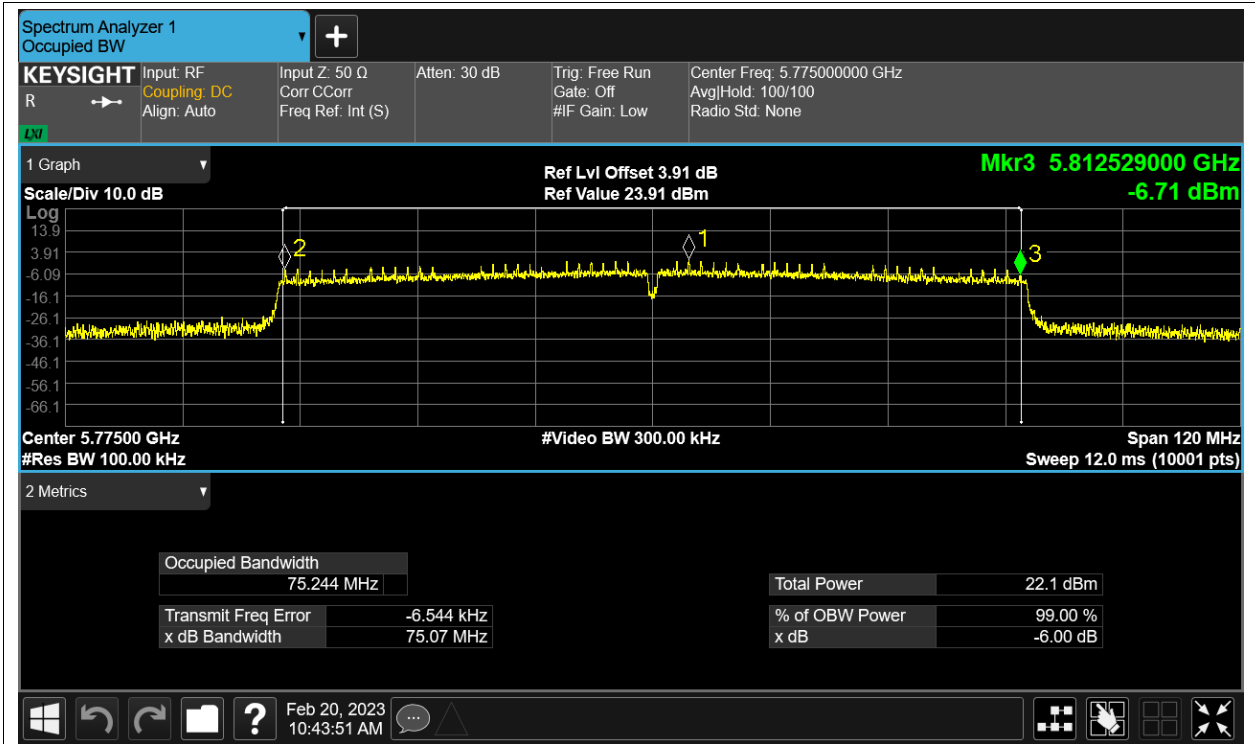 Spectrum Analyzer 1
Occupied BW
KEYSIGHT
R
LXI
Input: RF
Coupling: DC
Align: Auto
Input Z: 50 Ω
Corr CCorr
Freq Ref: Int (S)
Atten: 30 dB
Trig: Free Run
Gate: Off
#IF Gain: Low
Center Freq: 5.775000000 GHz
Avg|Hold: 100/100
Radio Std: None
1 Graph
Scale/Div 10.0 dB
Ref Lvl Offset 3.91 dB
Ref Value 23.91 dBm
Mkr3 5.812529000 GHz
-6.71 dBm
Log
13.9
3.91
-6.09
-16.1
-26.1
-36.1
-46.1
-56.1
-66.1
2
1
3
Center 5.77500 GHz
#Res BW 100.00 kHz
#Video BW 300.00 kHz
Span 120 MHz
Sweep 12.0 ms (10001 pts)
2 Metrics
Occupied Bandwidth
75.244 MHz
Transmit Freq Error -6.544 kHz
x dB Bandwidth 75.07 MHz
Total Power 22.1 dBm
% of OBW Power 99.00 %
x dB -6.00 dB
?
Feb 20, 2023
10:43:51 AM